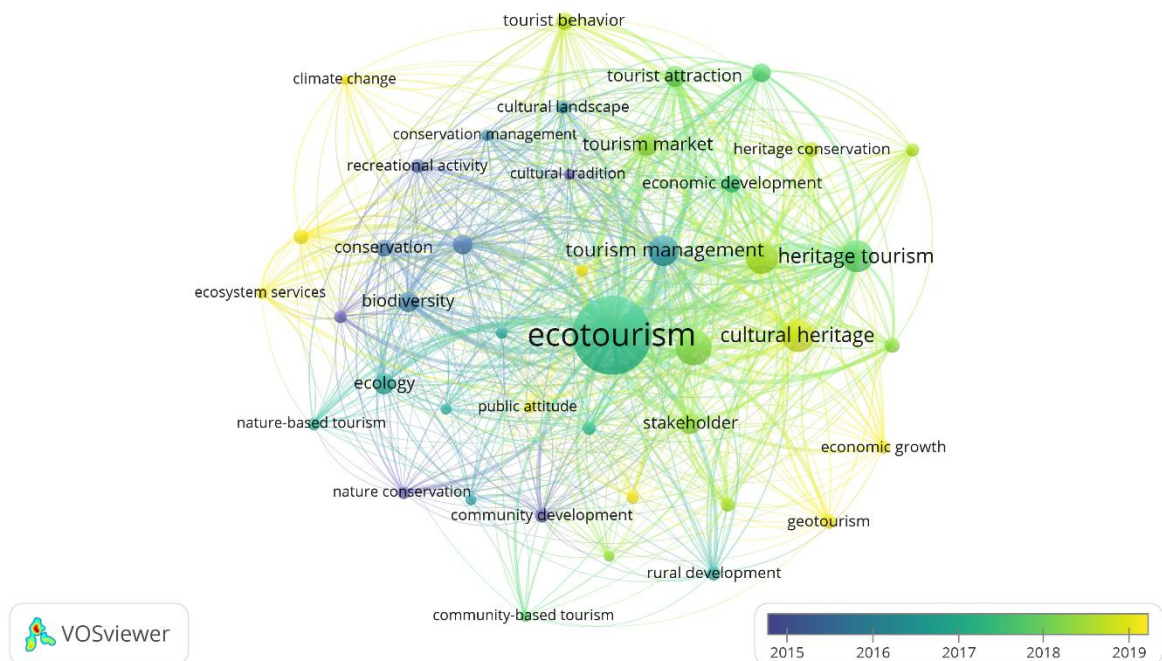 tourist behavior
climate change
tourist attraction
cultural landscape
conservation management
tourism market
heritage conservation
recreational activity
cultural tradition
economic development
conservation
tourism management
heritage tourism
ecosystem services
biodiversity
ecotourism
cultural heritage
ecology
public attitude
nature-based tourism
stakeholder
economic growth
nature conservation
community development
geotourism
rural development
community-based tourism
VOSviewer
2015 2016 2017 2018 2019